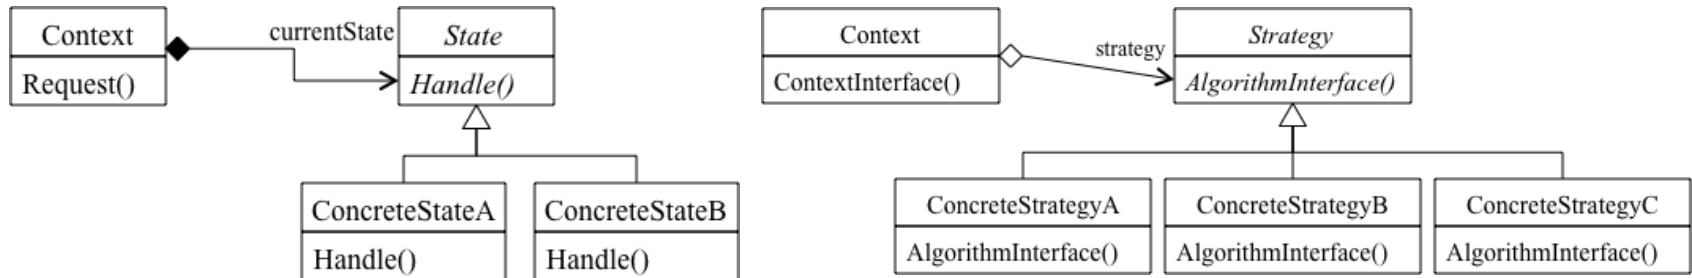 Context
Request()
currentState
State
Handle()
ConcreteStateA
Handle()
ConcreteStateB
Handle()
Context
ContextInterface()
strategy
Strategy
AlgorithmInterface()
ConcreteStrategyA
AlgorithmInterface()
ConcreteStrategyB
AlgorithmInterface()
ConcreteStrategyC
AlgorithmInterface()